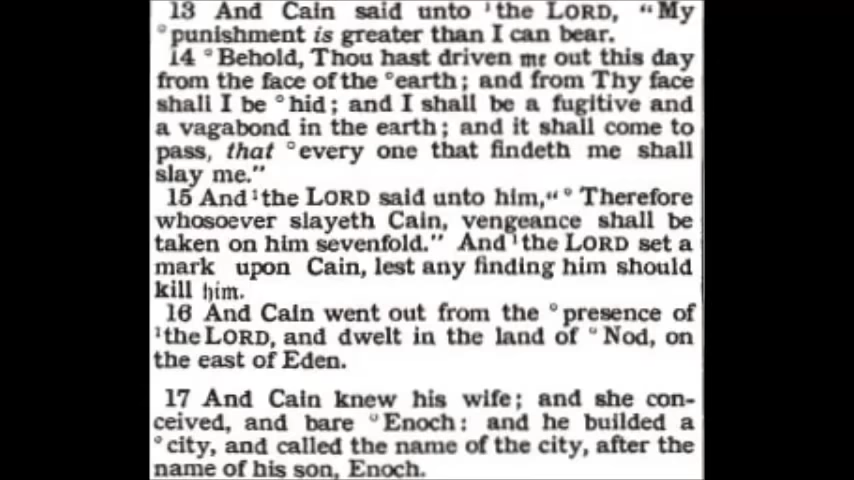 13 And Cain said unto ¹the LORD, “My
°punishment is greater than I can bear.
14 °Behold, Thou hast driven me out this day
from the face of the °earth; and from Thy face
shall I be °hid; and I shall be a fugitive and
a vagabond in the earth; and it shall come to
pass, that °every one that findeth me shall
slay me.”
15 And ¹the LORD said unto him,“° Therefore
whosoever slayeth Cain, vengeance shall be
taken on him sevenfold.” And ¹the LORD set a
mark upon Cain, lest any finding him should
kill him.
16 And Cain went out from the °presence of
¹the LORD, and dwelt in the land of °Nod, on
the east of Eden.
17 And Cain knew his wife; and she con-
ceived, and bare °Enoch: and he builded a
°city, and called the name of the city, after the
name of his son, Enoch.